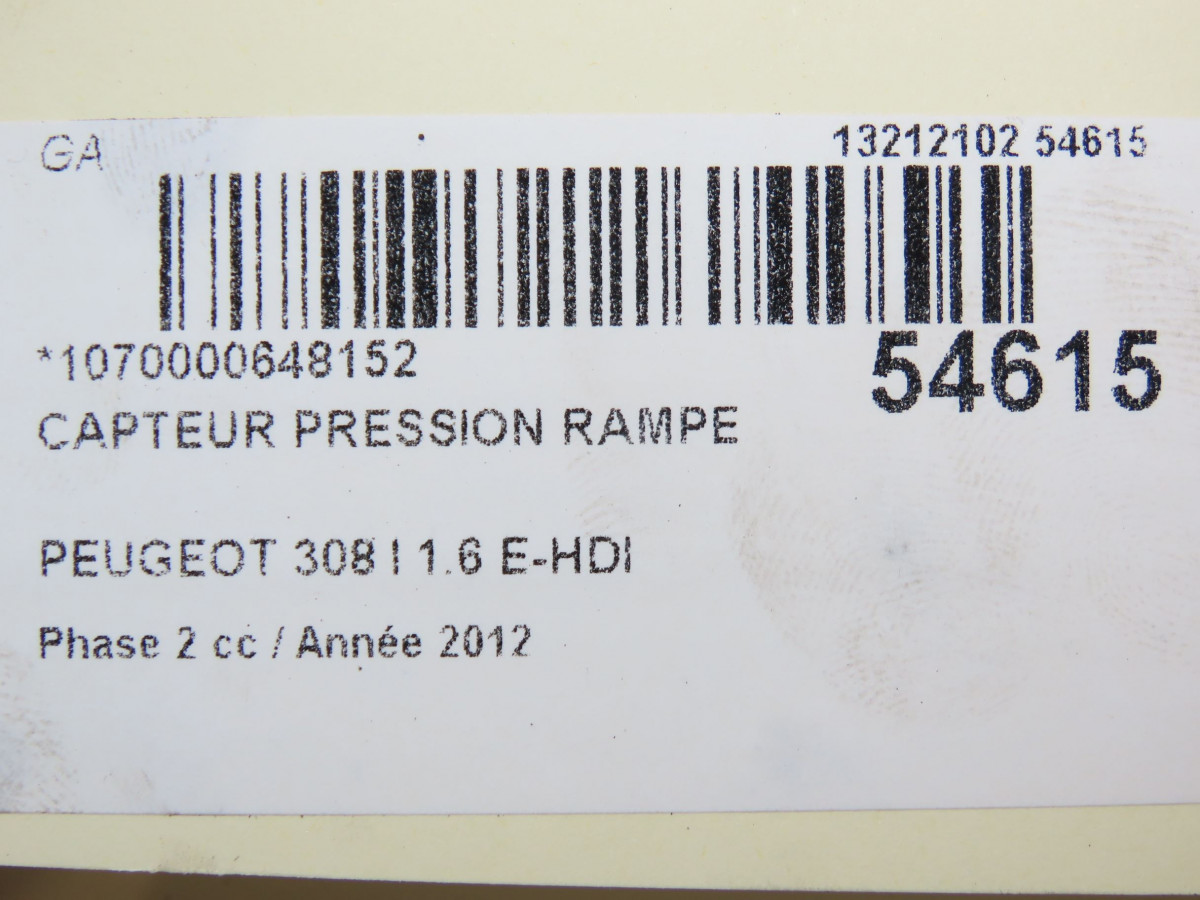 GA
13212102 54615
*1070000648152
54615
CAPTEUR PRESSION RAMPE
PEUGEOT 308 I 1.6 E-HDI
Phase 2 cc / Année 2012